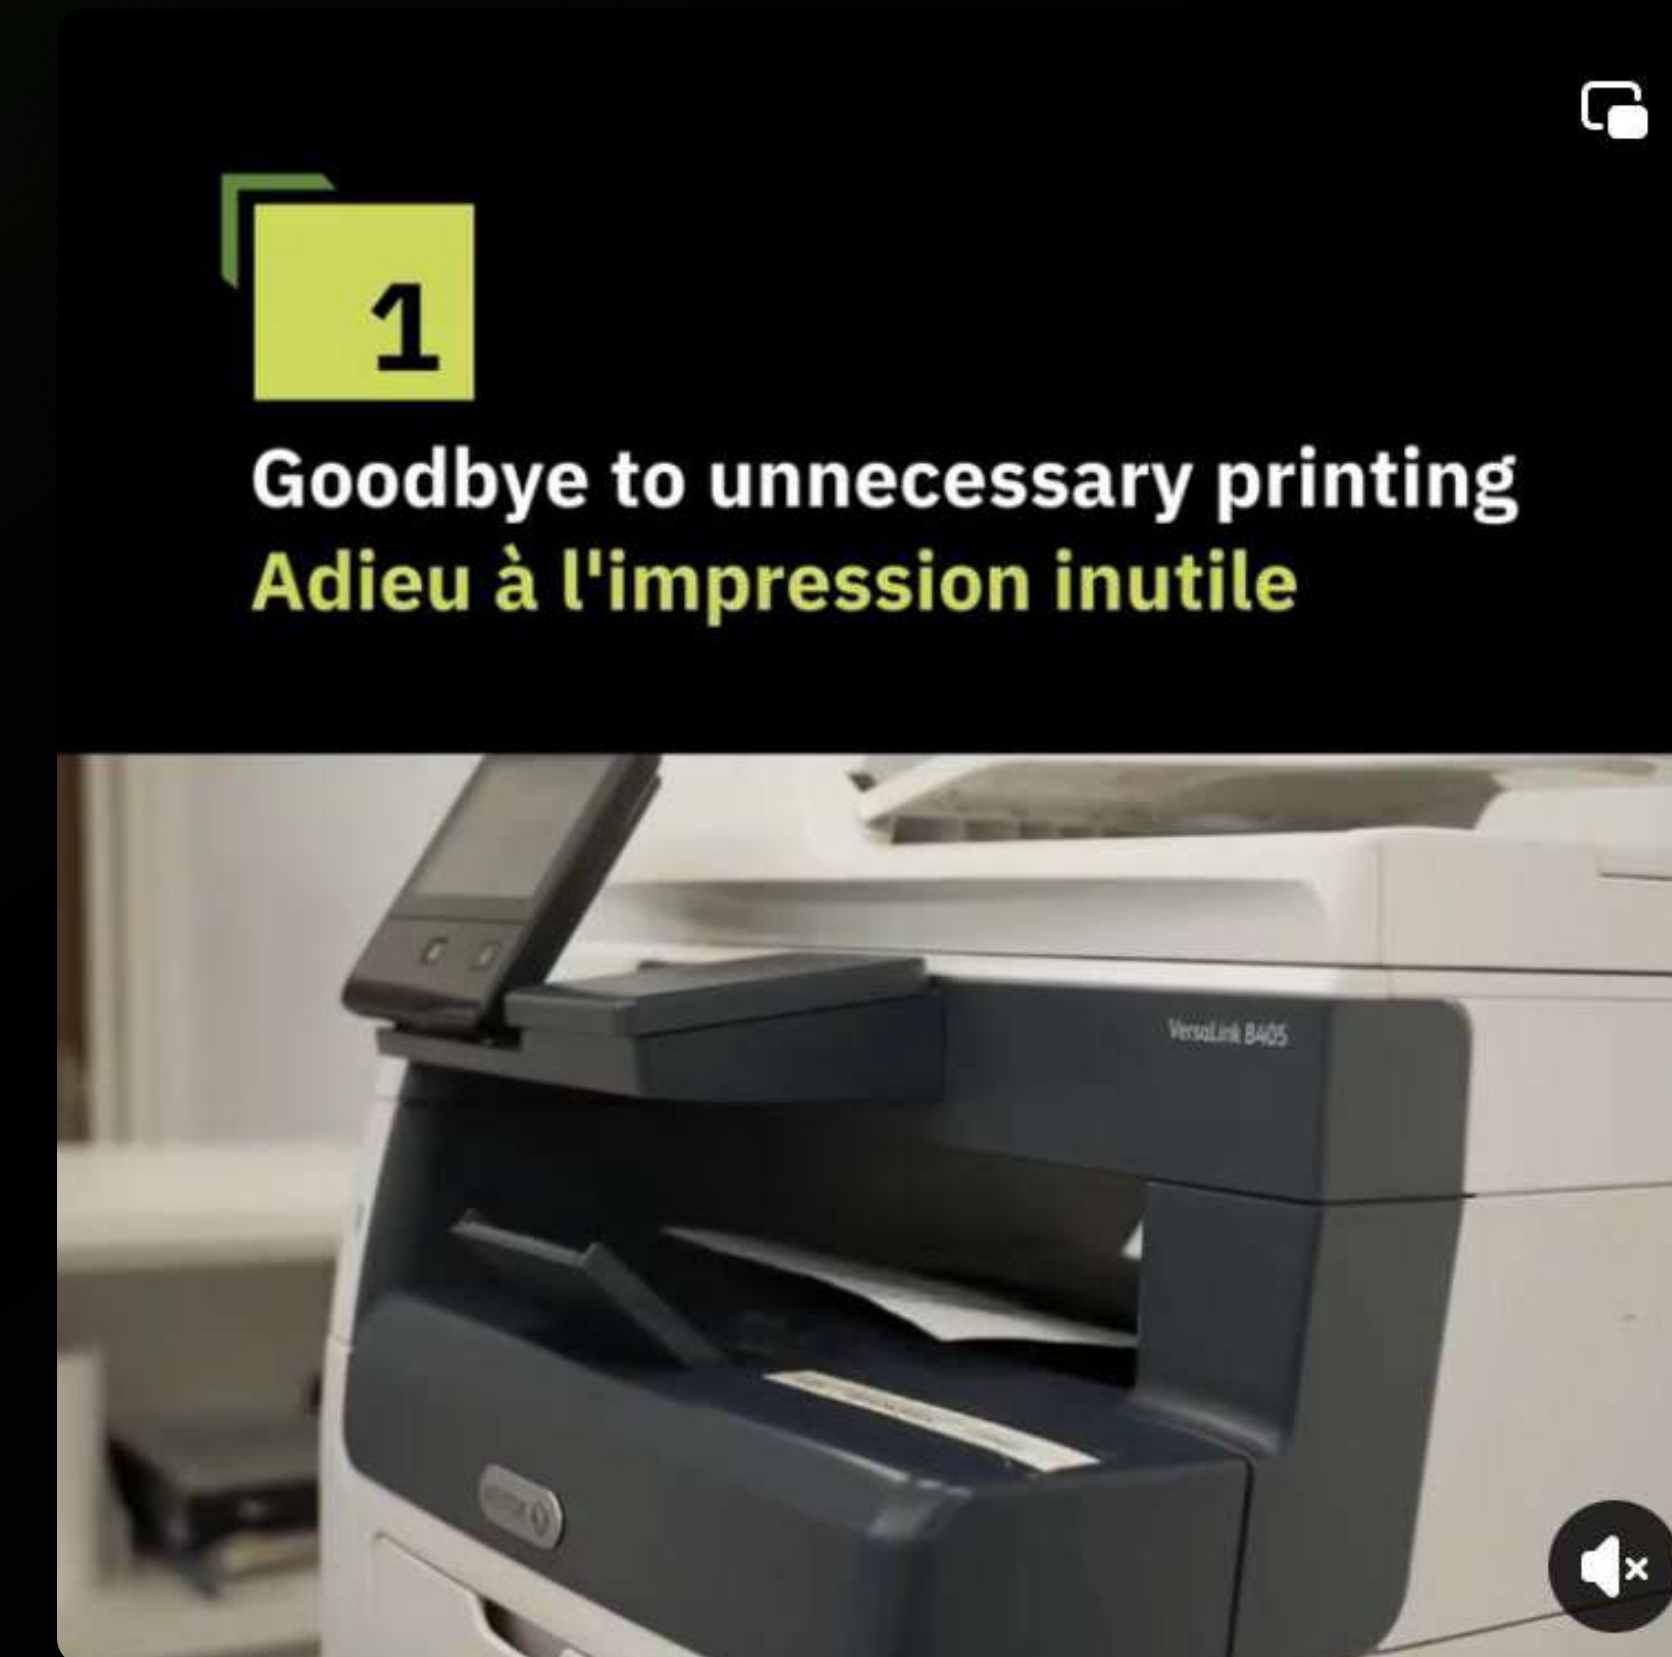 1
Goodbye to unnecessary printing
Adieu à l'impression inutile
VersaLink B405